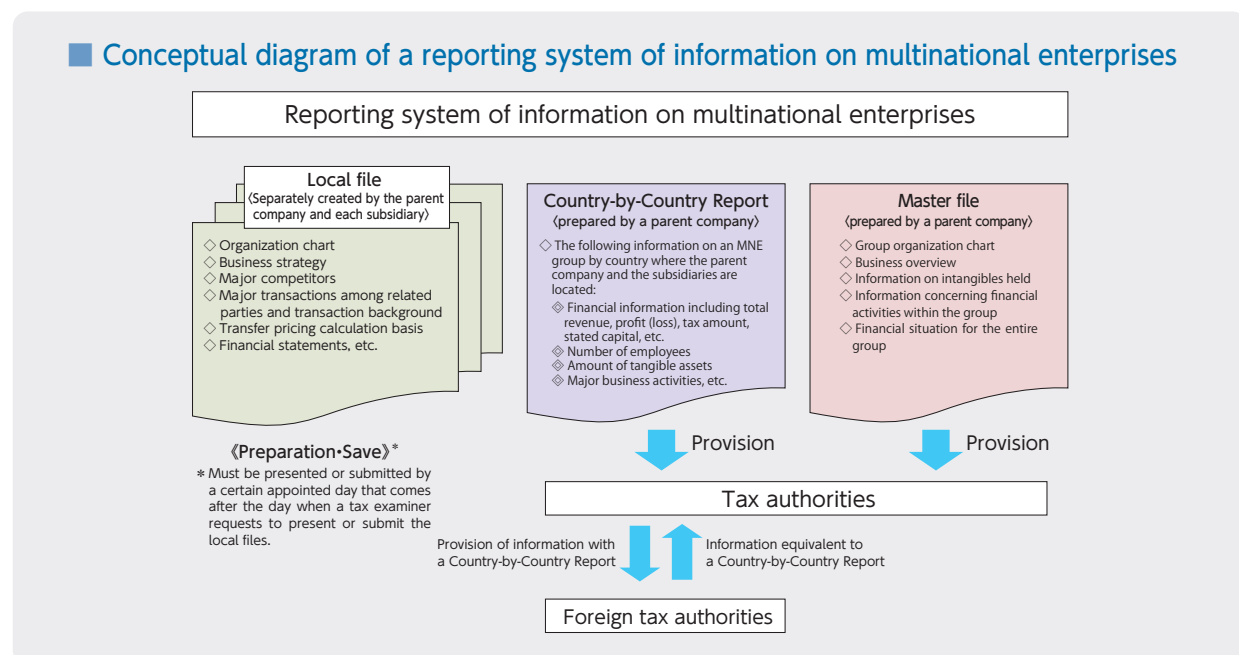 ■ Conceptual diagram of a reporting system of information on multinational enterprises
Reporting system of information on multinational enterprises
Local file
〈Separately created by the parent
company and each subsidiary〉
◇ Organization chart
◇ Business strategy
◇ Major competitors
◇ Major transactions among related
parties and transaction background
◇ Transfer pricing calculation basis
◇ Financial statements, etc.
《Preparation・Save》*
* Must be presented or submitted by
a certain appointed day that comes
after the day when a tax examiner
requests to present or submit the
local files.
Country-by-Country Report
〈prepared by a parent company〉
◇ The following information on an MNE
group by country where the parent
company and the subsidiaries are
located:
◈ Financial information including total
revenue, profit (loss), tax amount,
stated capital, etc.
◈ Number of employees
◈ Amount of tangible assets
◈ Major business activities, etc.
Master file
〈prepared by a parent company〉
◇ Group organization chart
◇ Business overview
◇ Information on intangibles held
◇ Information concerning financial
activities within the group
◇ Financial situation for the entire
group
Provision
Provision
Tax authorities
Provision of information with
a Country-by-Country Report
Information equivalent to
a Country-by-Country Report
Foreign tax authorities